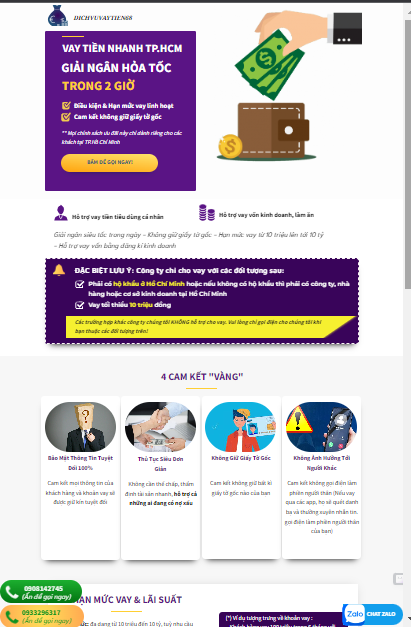 DICHVUVAYTIEN68
VAY TIỀN NHANH TP.HCM
GIẢI NGÂN HỎA TỐC
TRONG 2 GIỜ
Điều kiện & Hạn mức vay linh hoạt
Cam kết không giữ giấy tờ gốc
** Mọi chính sách ưu đãi này chỉ dành riêng cho các
khách tại TP Hồ Chí Minh
BẤM ĐỂ GỌI NGAY!
Hỗ trợ vay tiền tiêu dùng cá nhân
Hỗ trợ vay vốn kinh doanh, làm ăn
Giải ngân siêu tốc trong ngày – Không giữ giấy tờ gốc – Hạn mức vay từ 10 triệu lên tới 10 tỷ
– Hỗ trợ vay vốn bằng đăng kí kinh doanh
ĐẶC BIỆT LƯU Ý: Công ty chỉ cho vay với các đối tượng sau:
Phải có hộ khẩu ở Hồ Chí Minh hoặc nếu không có hộ khẩu thì phải có công ty, nhà
hàng hoặc cơ sở kinh doanh tại Hồ Chí Minh
Vay tối thiểu 10 triệu đồng
Các trường hợp khác công ty chúng tôi KHÔNG hỗ trợ cho vay. Vui lòng chỉ gọi điện cho chúng tôi khi
bạn thuộc các đối tượng trên!
4 CAM KẾT "VÀNG"
Bảo Mật Thông Tin Tuyệt
Đối 100%
Cam kết mọi thông tin của
khách hàng và khoản vay sẽ
được giữ kín tuyệt đối
Thủ Tục Siêu Đơn
Giản
Không cần thế chấp, thẩm
định tài sản nhanh, hỗ trợ cả
những ai đang có nợ xấu
Không Giữ Giấy Tờ Gốc
Cam kết không giữ bất kì
giấy tờ gốc nào của bạn
Không Ảnh Hưởng Tới
Người Khác
Cam kết không gọi điện làm
phiền người thân (Nếu vay
qua các app, họ sẽ quét danh
bạ và thường xuyên nhắn tin,
gọi điện làm phiền người thân
của bạn)
0908142745
(Ấn để gọi ngay)
0933296317
(Ấn để gọi ngay)
HẠN MỨC VAY & LÃI SUẤT
đa dạng từ 10 triệu đến 10 tỷ, tuỳ nhu cầu
(*) Ví dụ tượng trưng về khoản vay :
Zalo CHAT ZALO